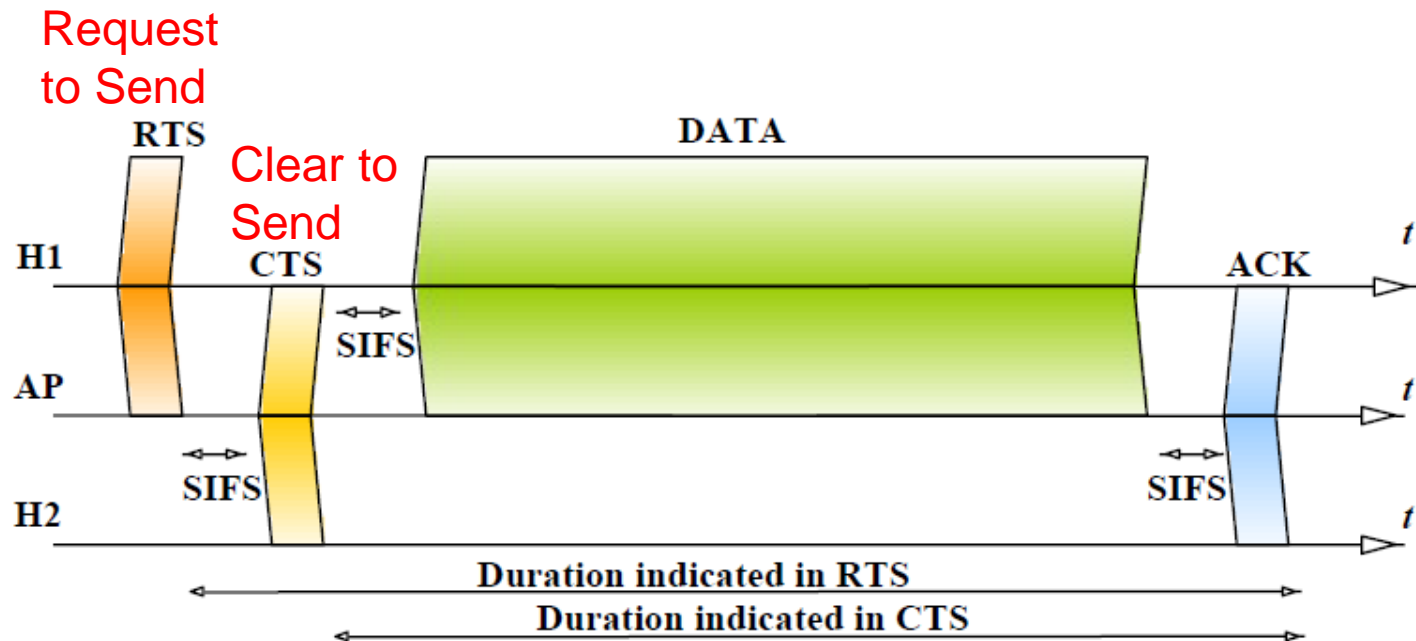 Request
to Send
RTS
DATA
Clear to
Send
H1
t
CTS
ACK
SIFS
AP
t
SIFS
SIFS
H2
t
Duration indicated in RTS
Duration indicated in CTS